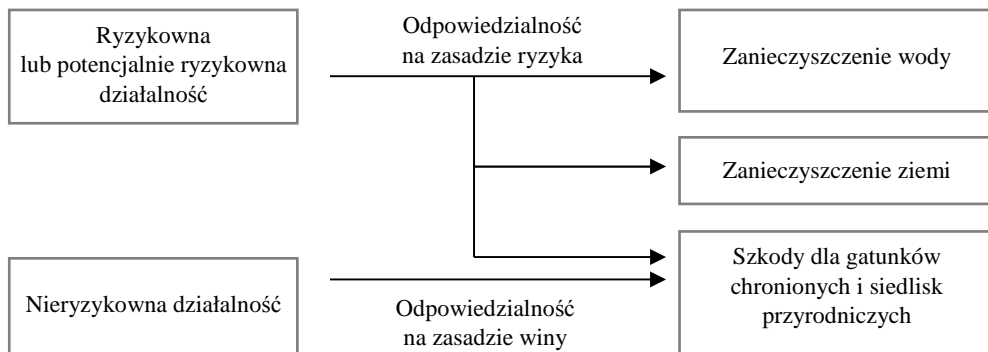 Ryzykowna
lub potencjalnie ryzykowna
działalność
Odpowiedzialność
na zasadzie ryzyka
Zanieczyszczenie wody
Zanieczyszczenie ziemi
Nieryzykowna działalność
Odpowiedzialność
na zasadzie winy
Szkody dla gatunków
chronionych i siedlisk
przyrodniczych